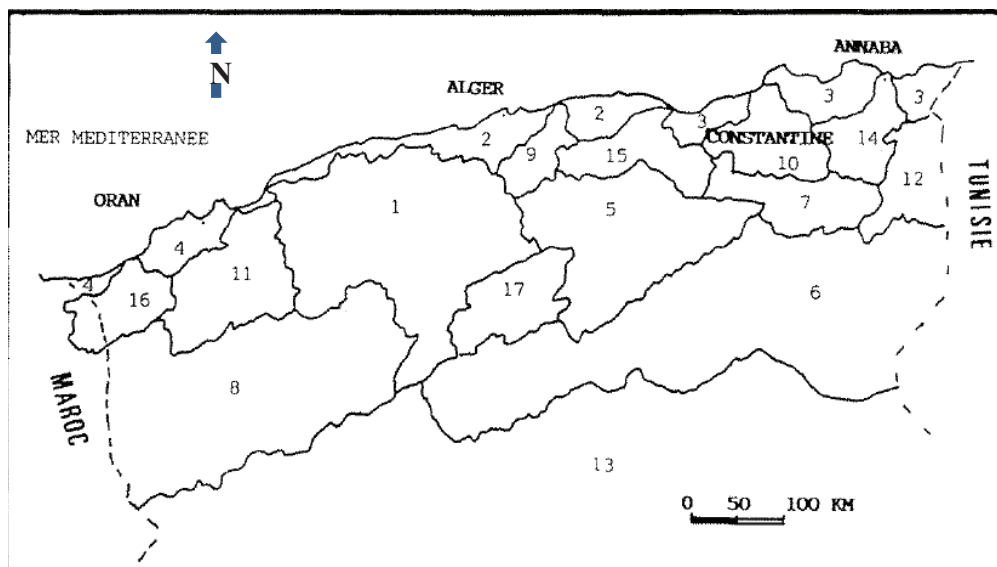 ANNABA
N
ALGER
2
3
3
MER MEDITERRANEE
2
3
CONSTANTINE
14
9
15
10
12
ORAN
1
5
7
TUNISIE
4
11
4
16
17
6
8
MAROC
13
0 50 100 KM